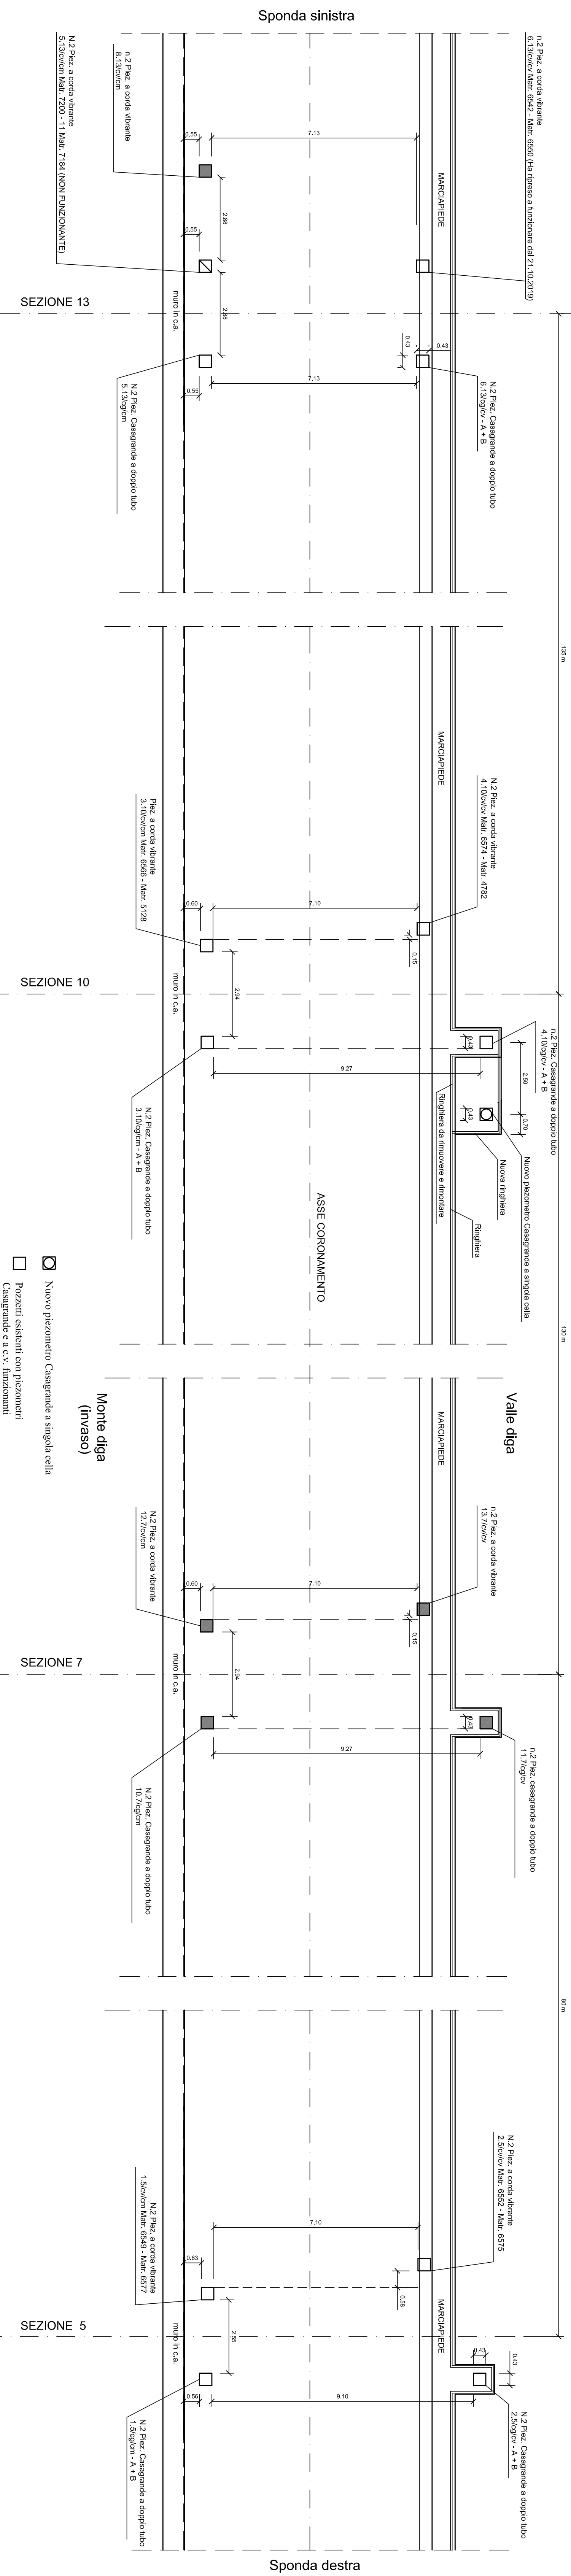 Sponda sinistra
n.2 Piez. a corda vibrante
6.13/cv/cv Matr. 6542 - Matr. 6550 (Ha ripreso a funzionare dal 21.10.2019)
n.2 Piez. a corda vibrante
8.13/cv/cm
N.2 Piez. a corda vibrante
5.13/cv/cm Matr. 7200 - 11 Matr. 7184 (NON FUNZIONANTE)
7.13
0.55
2.88
0.55
MARCIAPIEDE
SEZIONE 13
muro in c.a.
2.88
0.43
0.43
7.13
0.55
N.2 Piez. Casagrande a doppio tubo
6.13/cg/cv - A + B
N.2 Piez. Casagrande a doppio tubo
5.13/cg/cm
135 m
MARCIAPIEDE
N.2 Piez. a corda vibrante
4.10/cv/cv Matr. 6574 - Matr. 4782
Piez. a corda vibrante
3.10/cv/cm Matr. 6566 - Matr. 5128
7.10
0.60
0.15
2.94
SEZIONE 10
muro in c.a.
n.2 Piez. Casagrande a doppio tubo
4.10/cg/cv - A + B
0.43
2.50
0.70
0.43
9.27
Nuovo piezometro Casagrande a singola cella
Nuova ringhiera
Ringhiera
Ringhiera da rimuovere e rimontare
N.2 Piez. Casagrande a doppio tubo
3.10/cg/cm - A + B
ASSE CORONAMENTO
130 m
Nuovo piezometro Casagrande a singola cella
Pozzetti esistenti con piezometri
Casagrande e a c.v. funzionanti
Valle diga
Monte diga
(invaso)
MARCIAPIEDE
n.2 Piez. a corda vibrante
13.7/cv/cv
N.2 Piez. a corda vibrante
12.7/cv/cm
7.10
0.60
0.15
2.94
SEZIONE 7
muro in c.a.
0.43
9.27
n.2 Piez. casagrande a doppio tubo
11.7/cg/cv
N.2 Piez. Casagrande a doppio tubo
10.7/cg/cm
80 m
N.2 Piez. a corda vibrante
2.5/cv/cv Matr. 6552 - Matr. 6575
N.2 Piez. a corda vibrante
1.5/cv/cm Matr. 6549 - Matr. 6577
7.10
0.63
0.58
2.55
MARCIAPIEDE
SEZIONE 5
muro in c.a.
0.43
0.43
9.10
0.56
N.2 Piez. Casagrande a doppio tubo
2.5/cg/cv - A + B
N.2 Piez. Casagrande a doppio tubo
1.5/cg/cm - A + B
Sponda destra